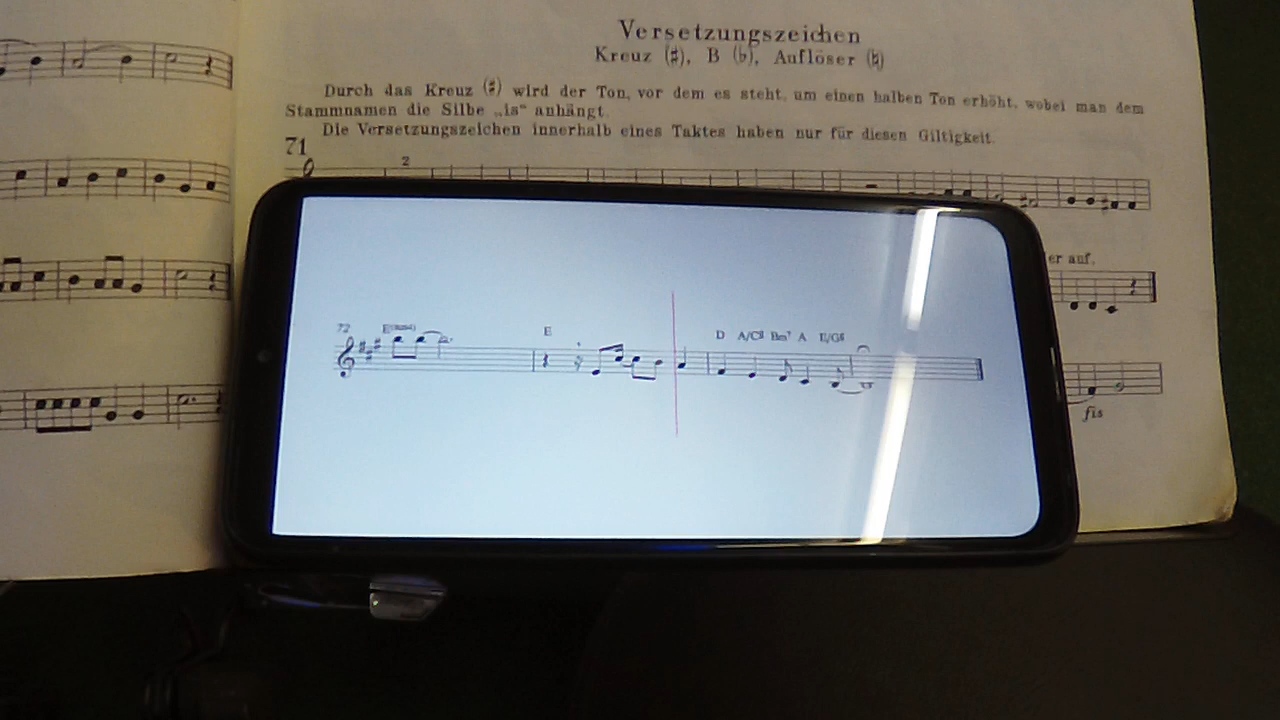 Versetzungszeichen
Kreuz (♯), B (♭), Auflöser (♮)
Durch das Kreuz (♯) wird der Ton, vor dem es steht, um einen halben Ton erhöht, wobei man dem
Stammnamen die Silbe „is“ anhängt.
Die Versetzungszeichen innerhalb eines Taktes haben nur für diesen Giltigkeit.
71
2
er auf.
72
E
D A/C♯ Bm7 A E/G♯
fis